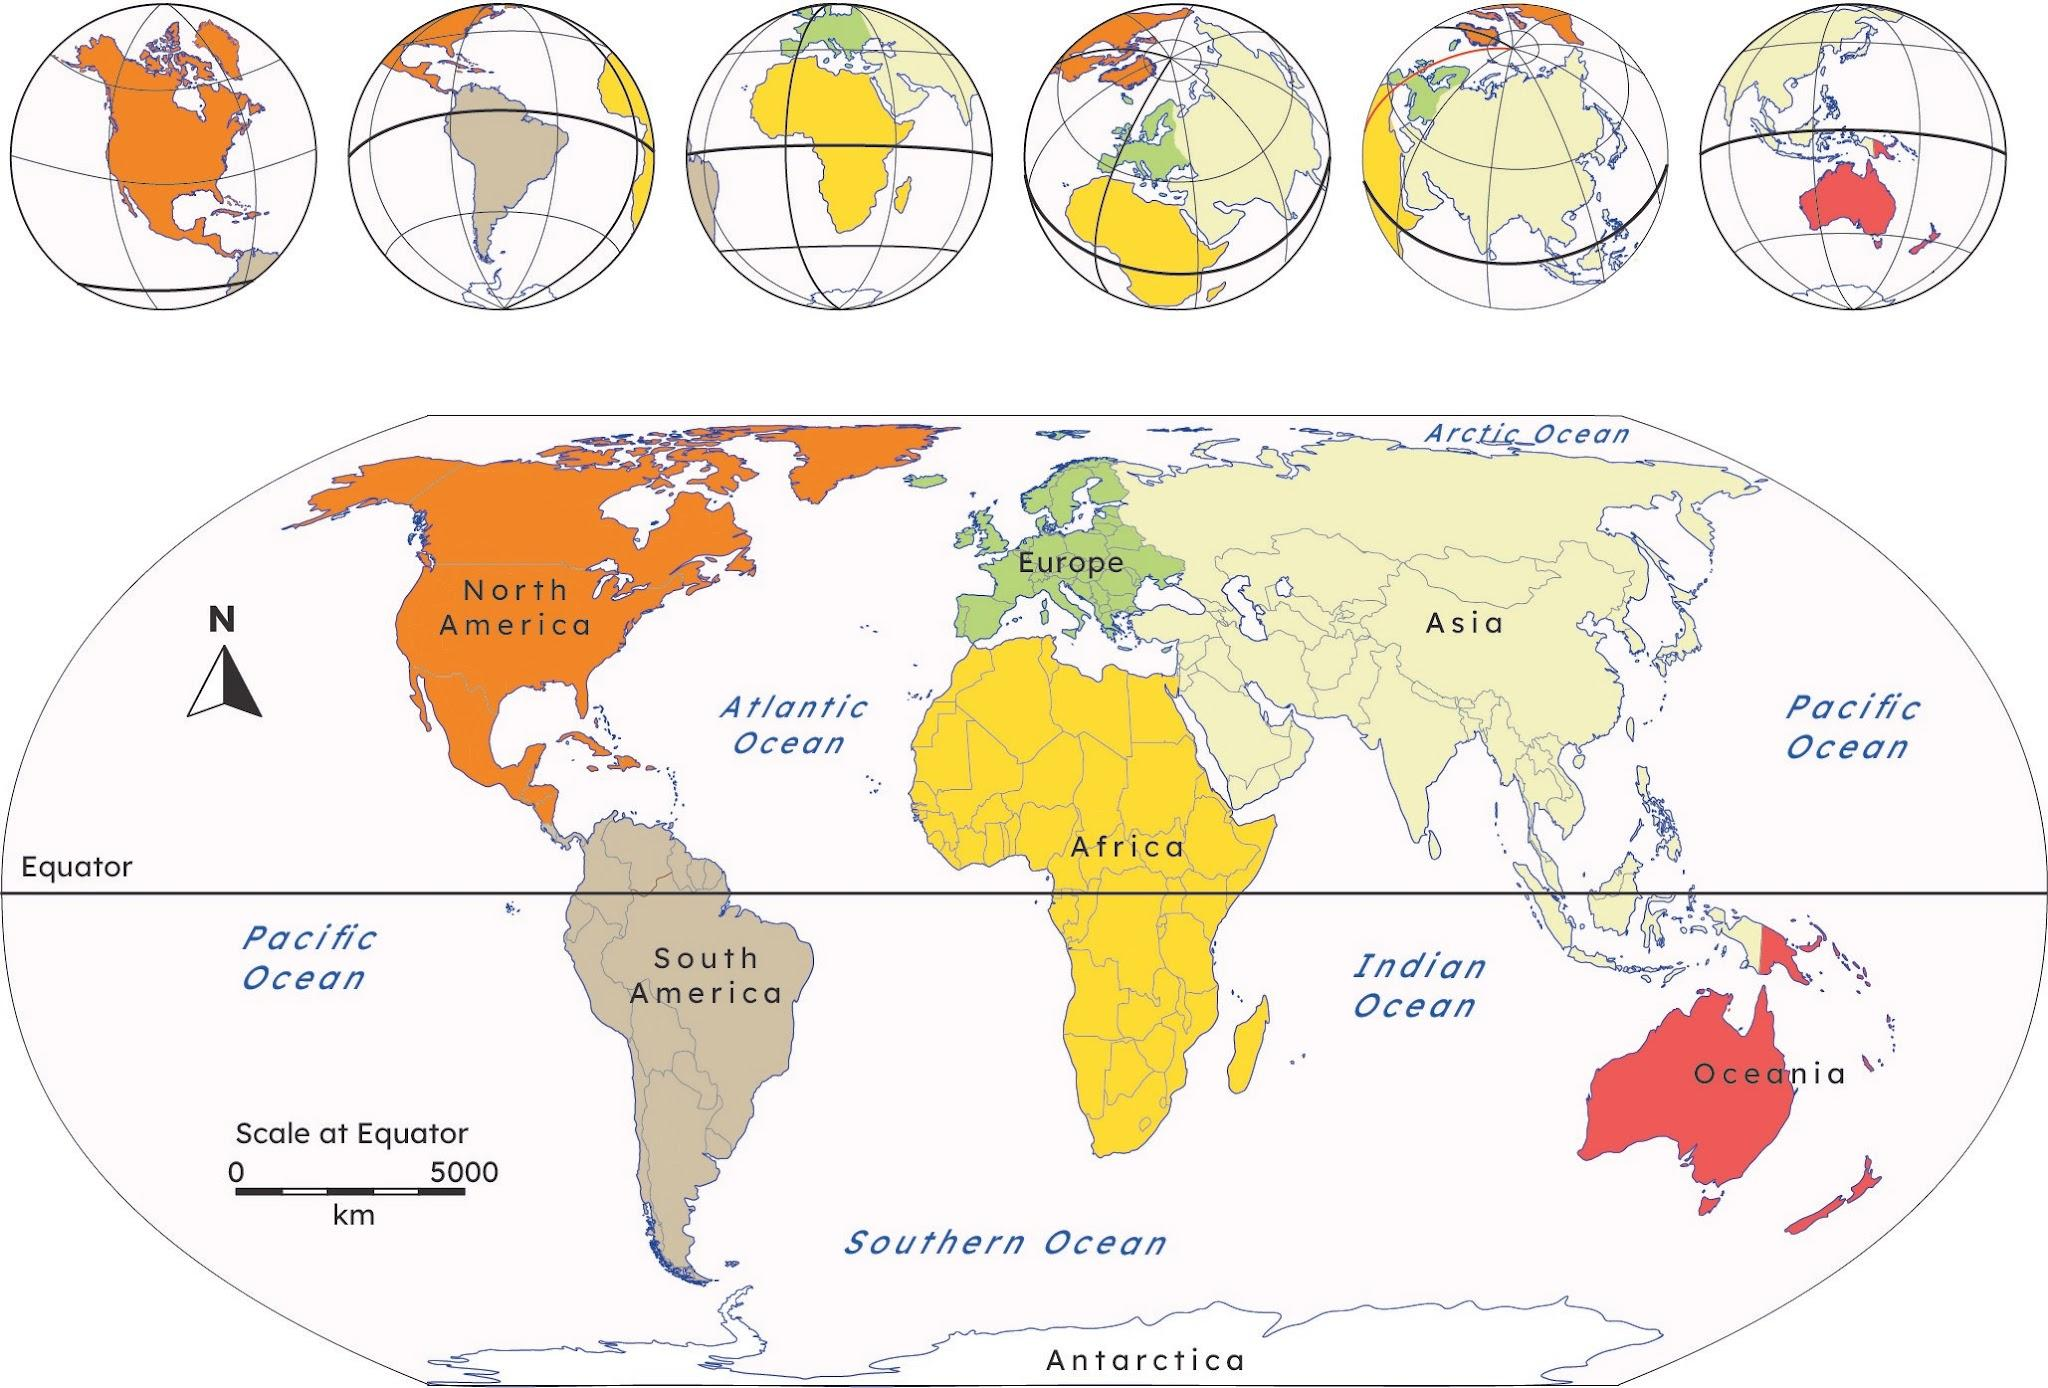 Arctic Ocean
Europe
North
America
N
Asia
Atlantic
Ocean
Pacific
Ocean
Africa
Equator
Pacific
Ocean
South
America
Indian
Ocean
Oceania
Scale at Equator
0 5000
km
Southern Ocean
Antarctica